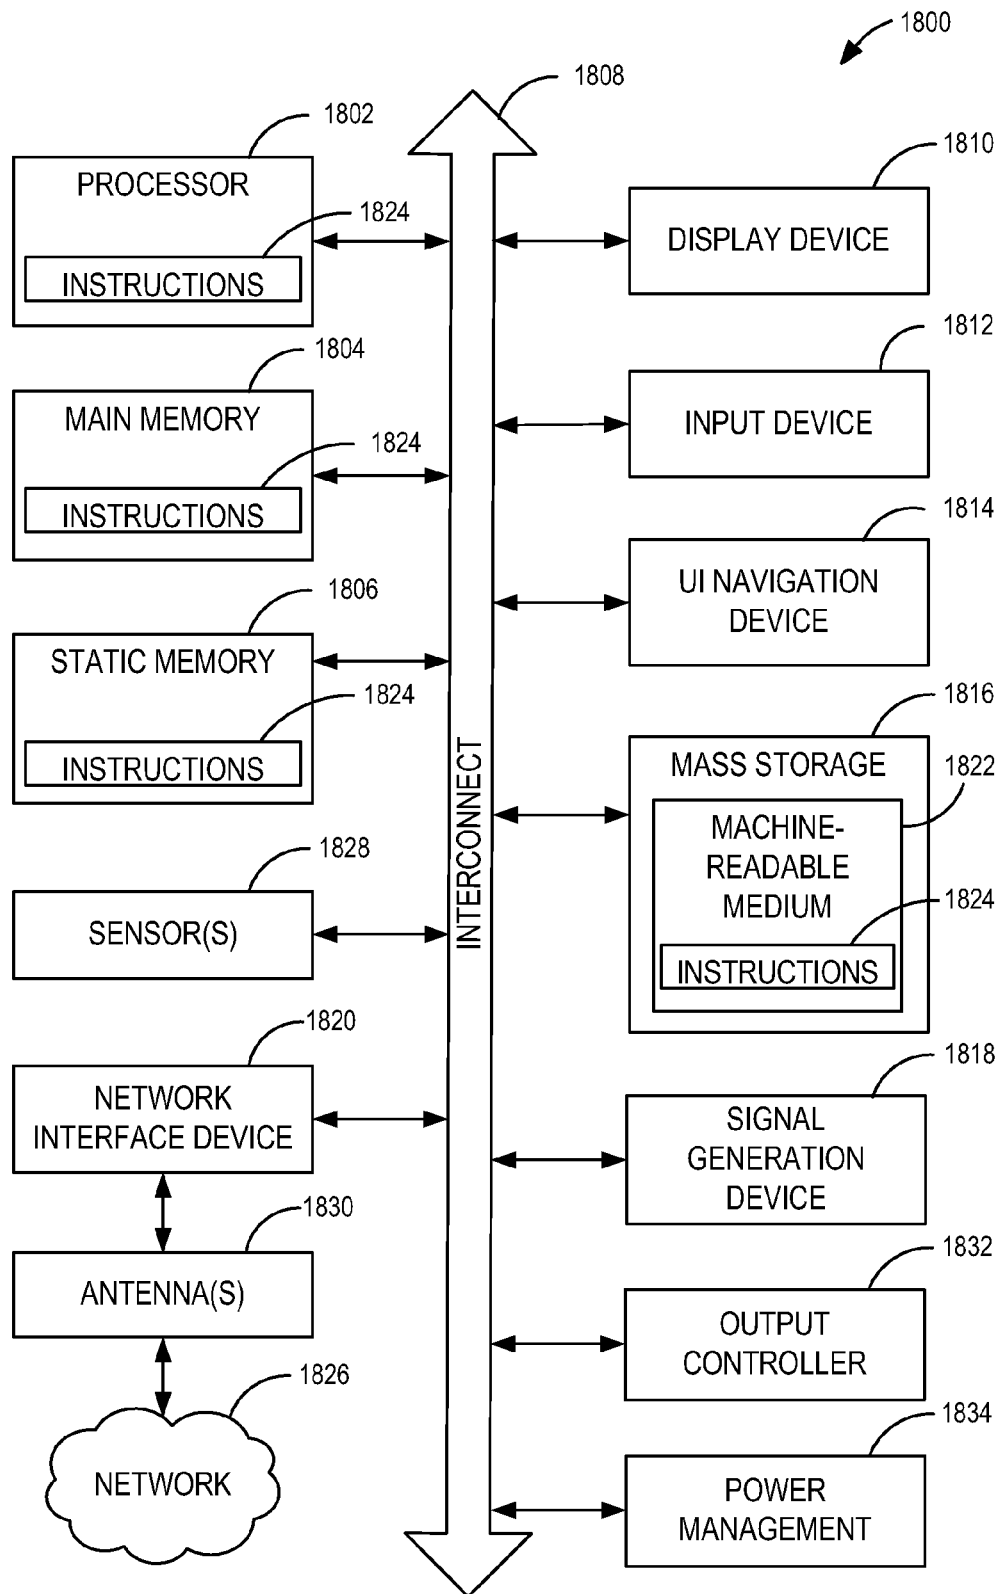 1800
1808
1802
PROCESSOR
1824
INSTRUCTIONS
1804
MAIN MEMORY
1824
INSTRUCTIONS
1806
STATIC MEMORY
1824
INSTRUCTIONS
1828
SENSOR(S)
1820
NETWORK
INTERFACE DEVICE
1830
ANTENNA(S)
1826
NETWORK
INTERCONNECT
1810
DISPLAY DEVICE
1812
INPUT DEVICE
1814
UI NAVIGATION
DEVICE
1816
MASS STORAGE
1822
MACHINE-
READABLE
MEDIUM
1824
INSTRUCTIONS
1818
SIGNAL
GENERATION
DEVICE
1832
OUTPUT
CONTROLLER
1834
POWER
MANAGEMENT